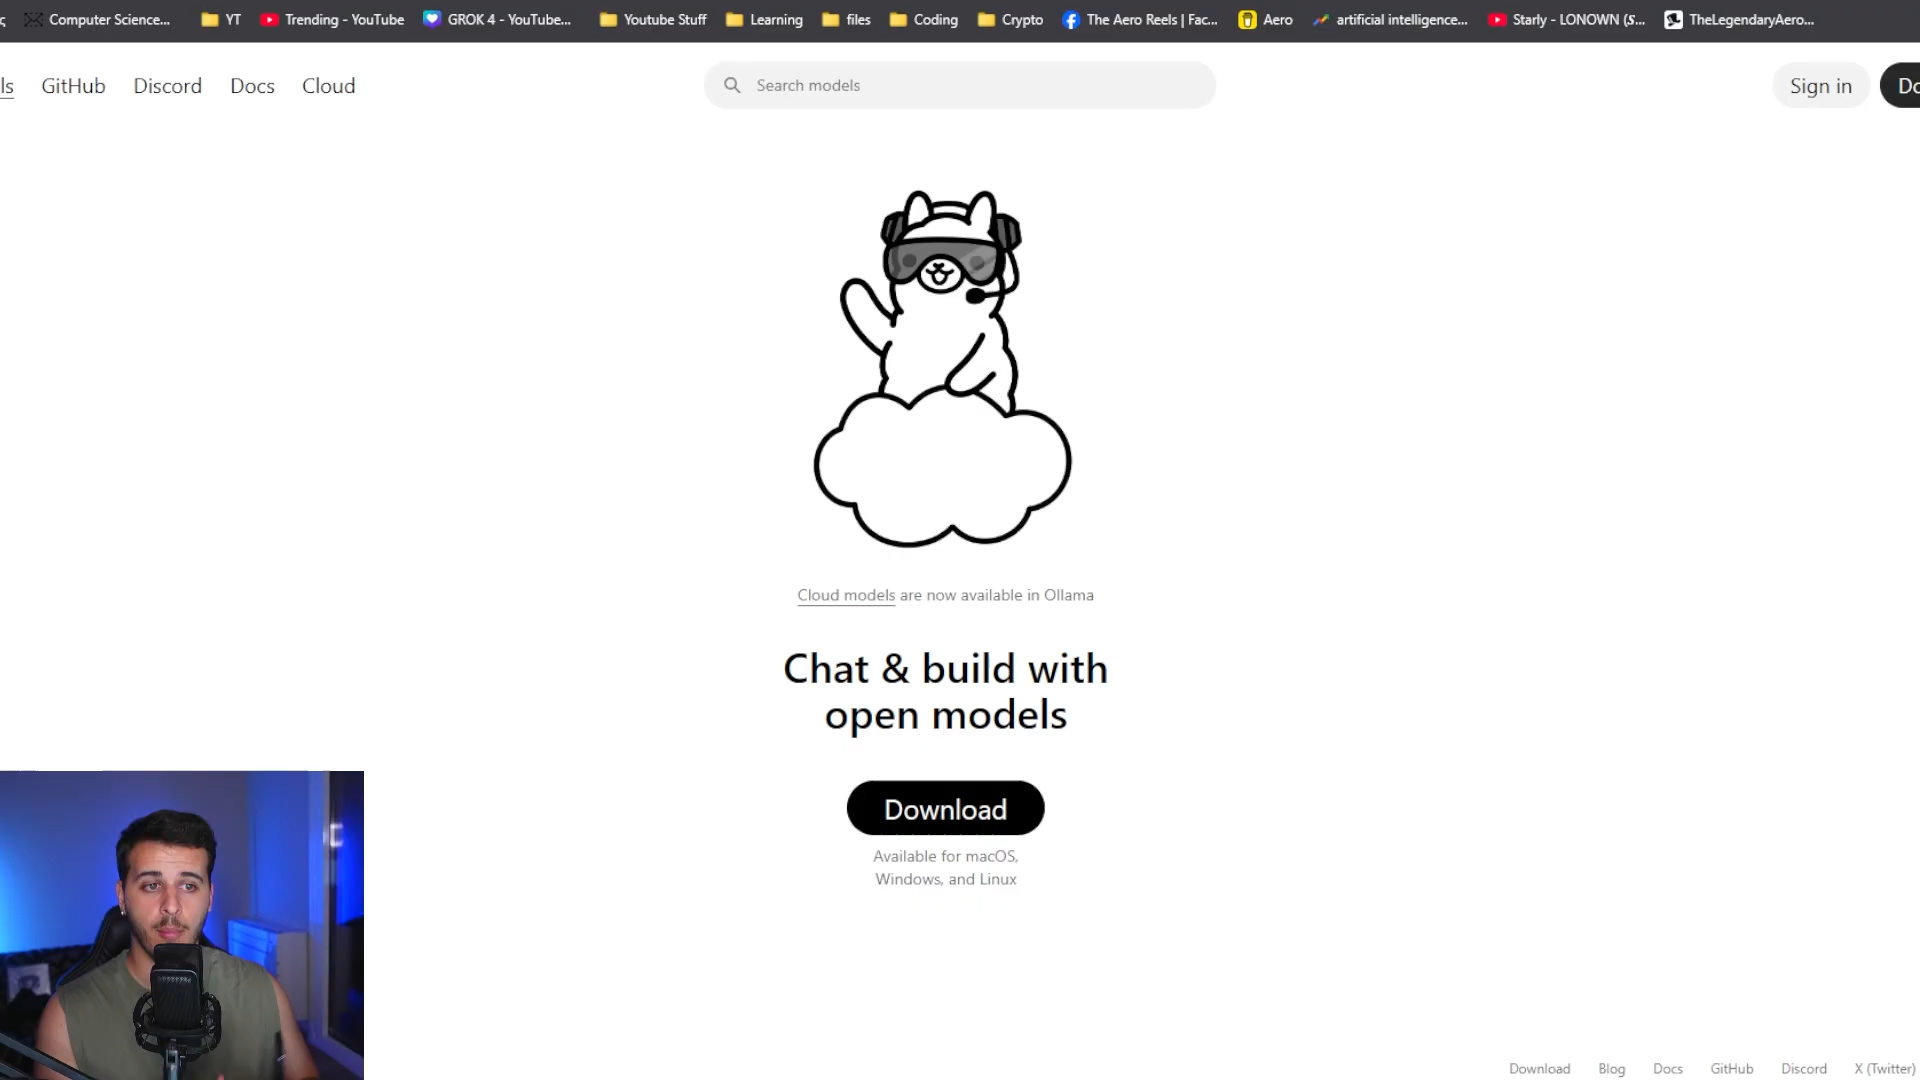 Computer Science... YT Trending - YouTube GROK 4 - YouTube... Youtube Stuff Learning files Coding Crypto The Aero Reels | Fac... Aero artificial intelligence... Starly - LONOWN (s... TheLegendaryAero...
ls GitHub Discord Docs Cloud Search models Sign in Do
Cloud models are now available in Ollama
Chat & build with
open models
Download
Available for macOS,
Windows, and Linux
Download Blog Docs GitHub Discord X (Twitter)